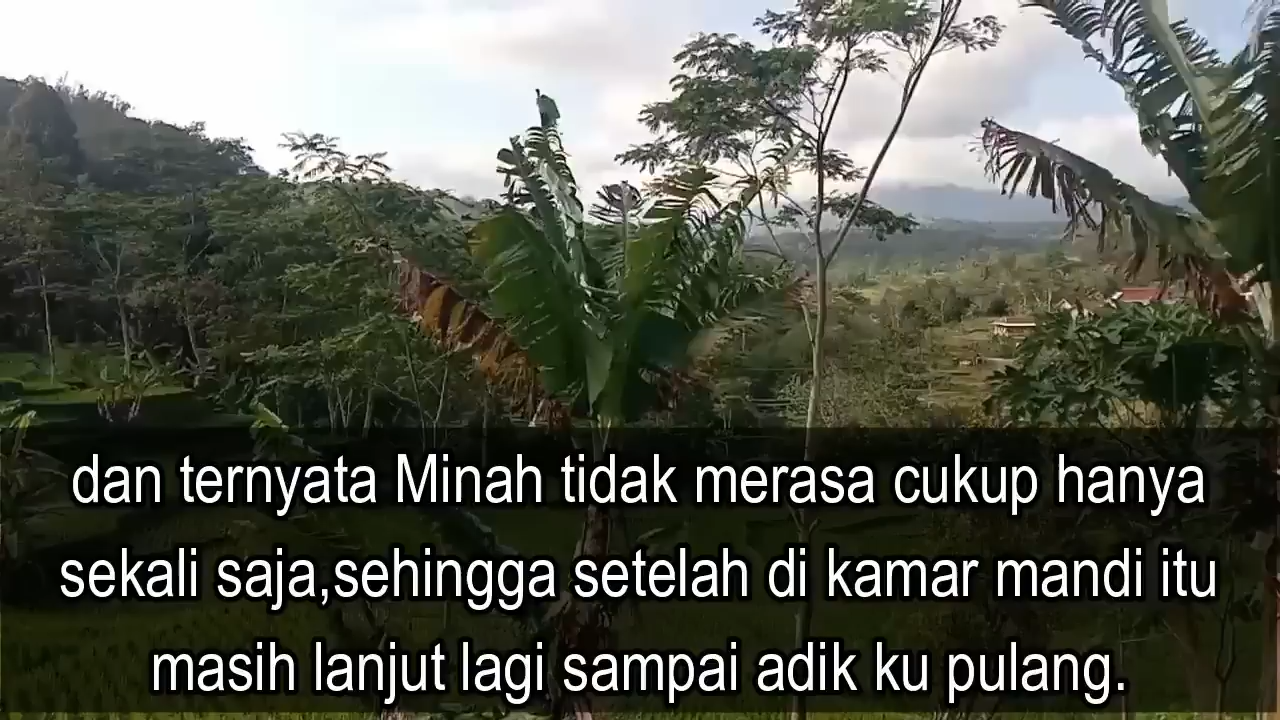 dan ternyata Minah tidak merasa cukup hanya
sekali saja,sehingga setelah di kamar mandi itu
masih lanjut lagi sampai adik ku pulang.